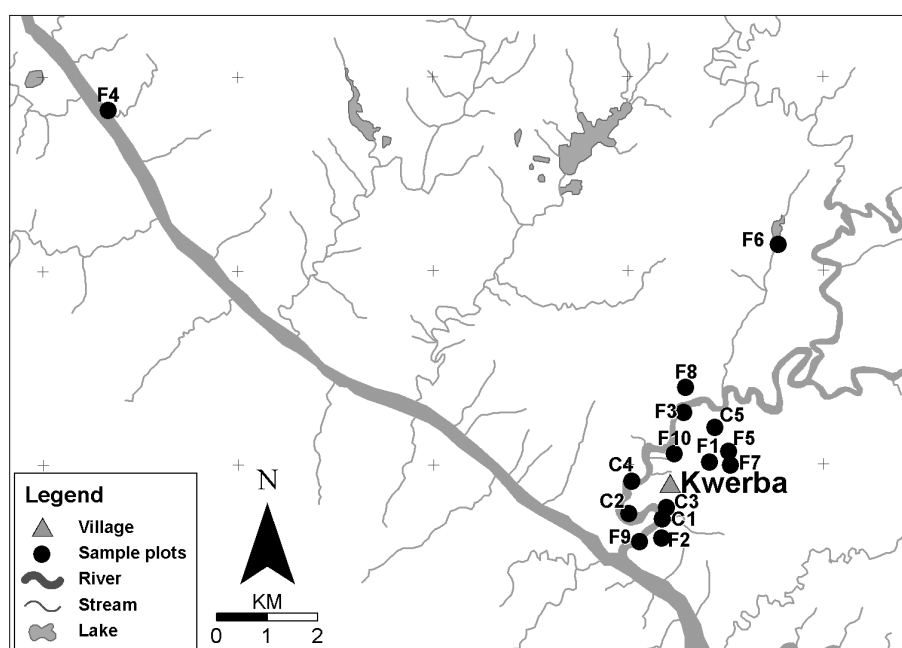 F4
F6
F8
F3
C5
F10
F1
F5
F7
C4
Kwerba
C2
C3
C1
F9
F2
Legend
Village
Sample plots
River
Stream
Lake
N
KM
0 1 2